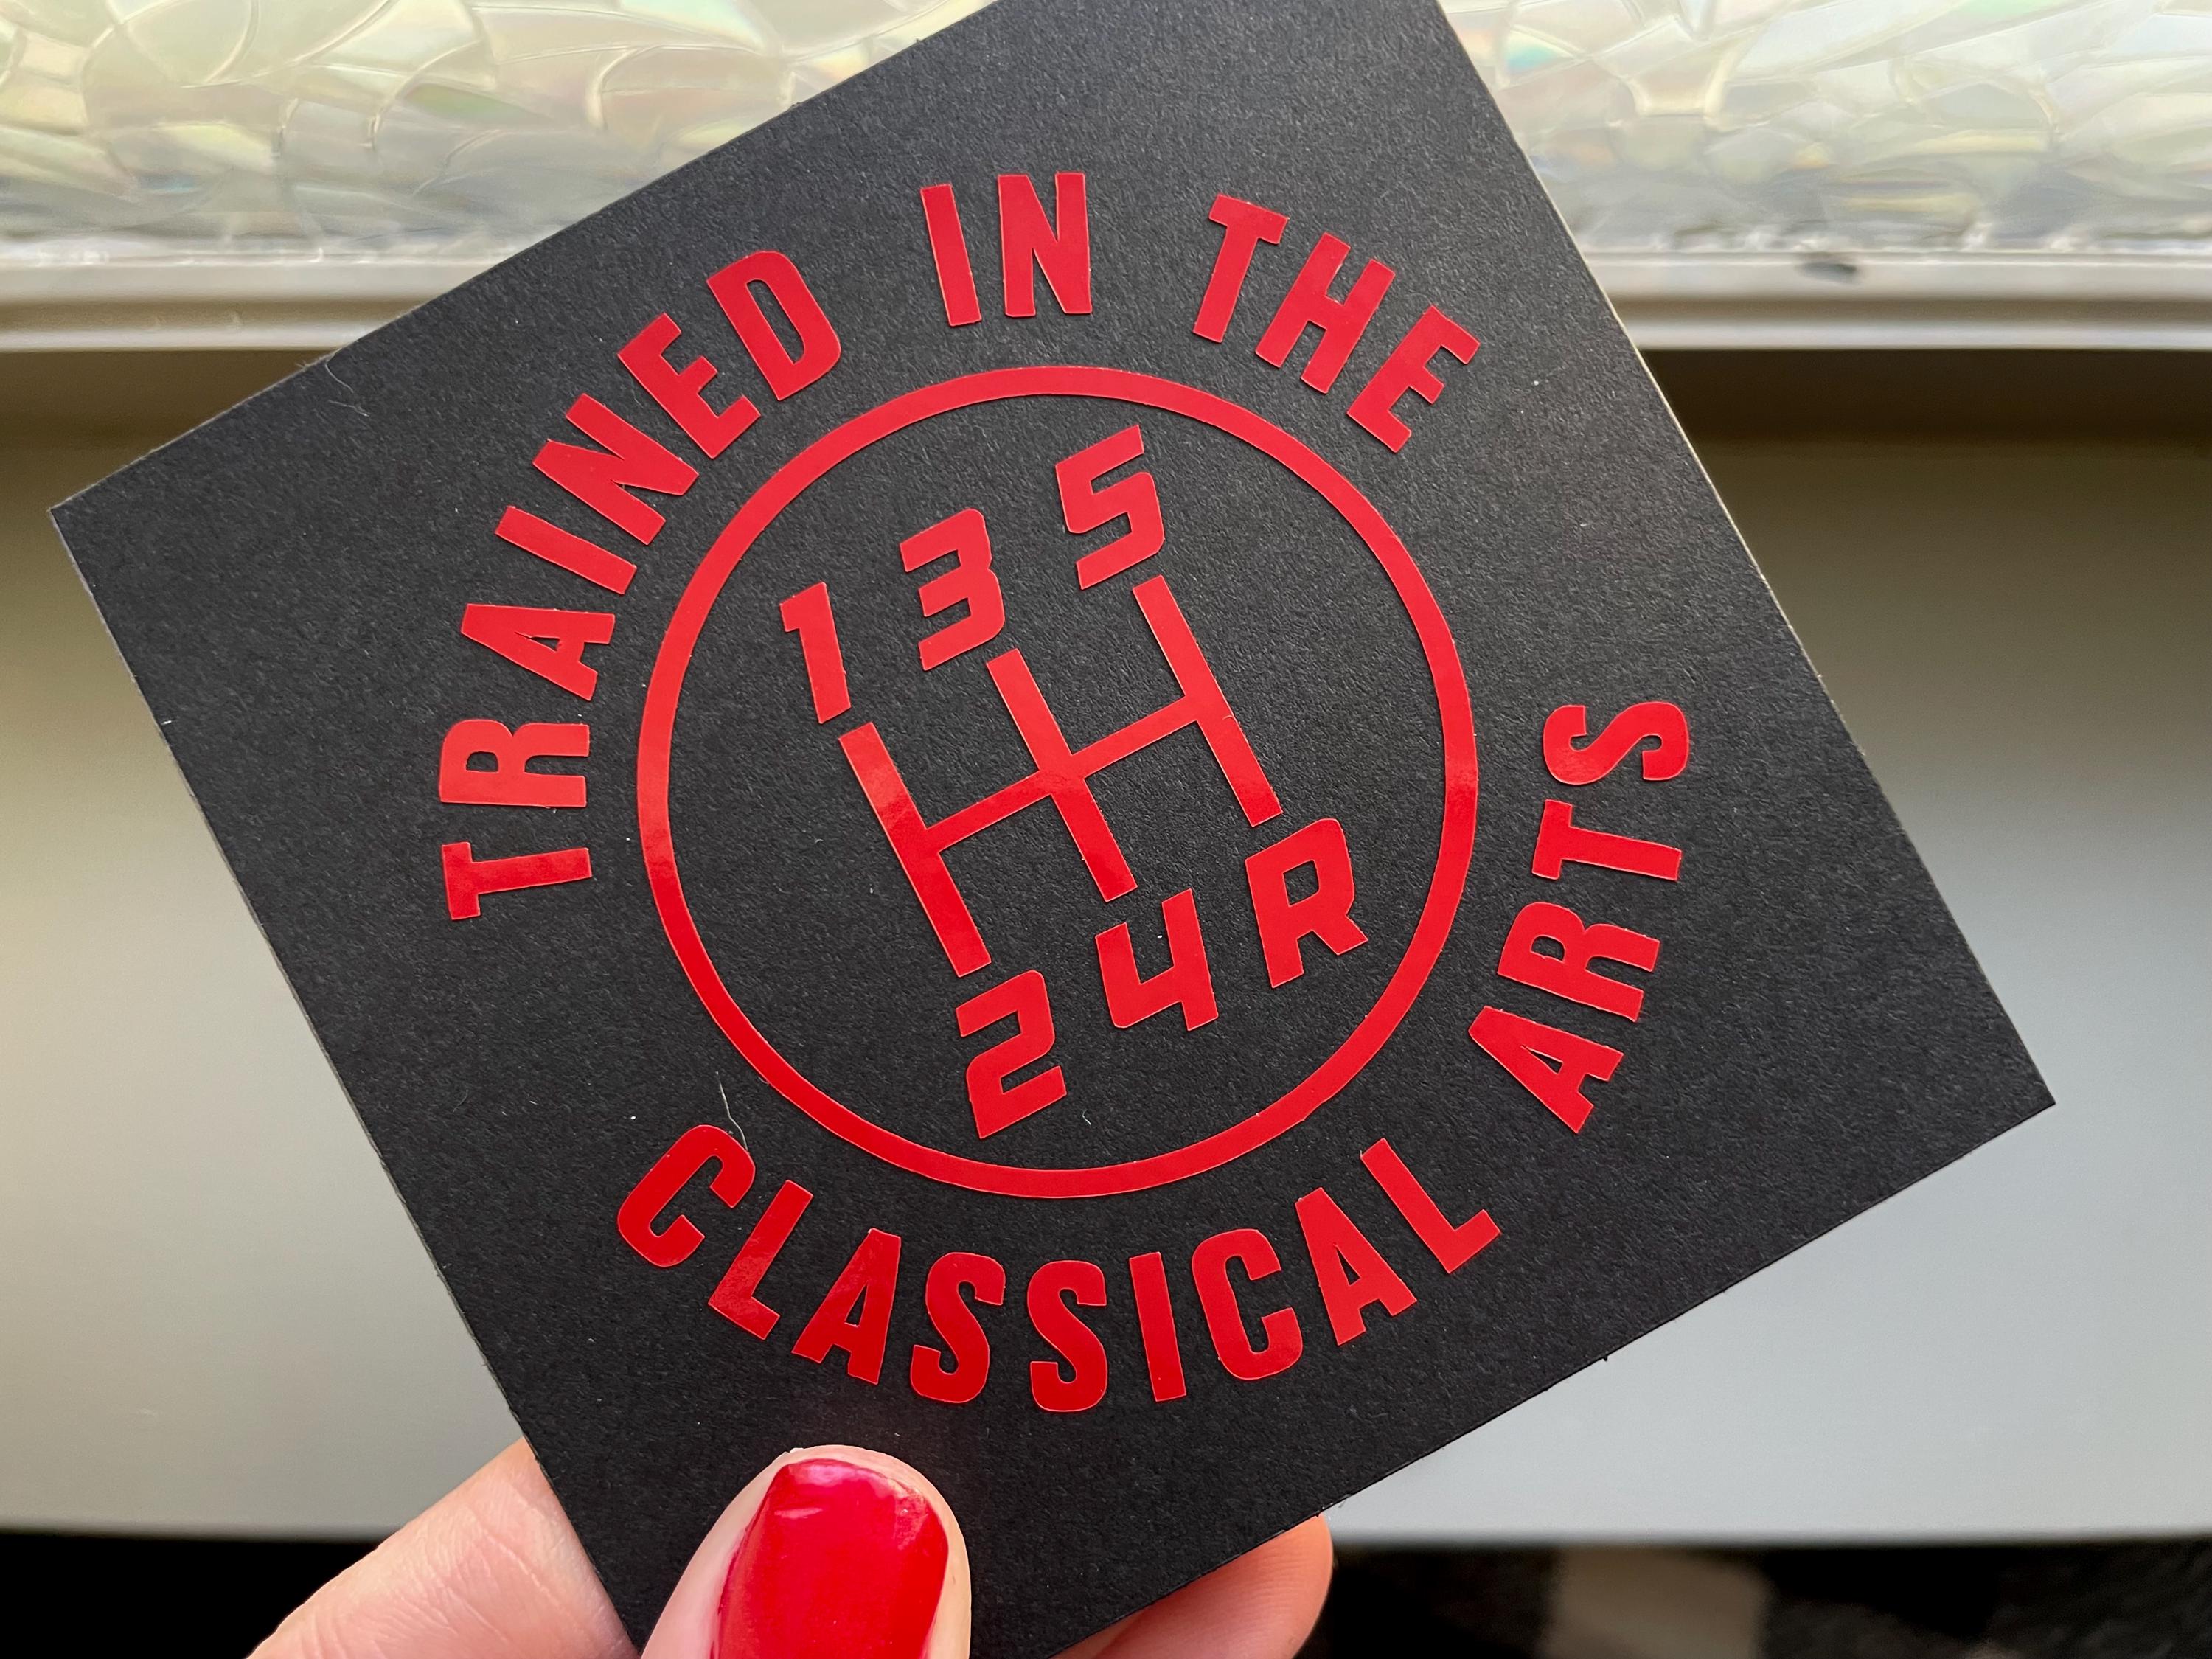 TRAINED IN THE
1 3 5
2 4 R
CLASSICAL ARTS